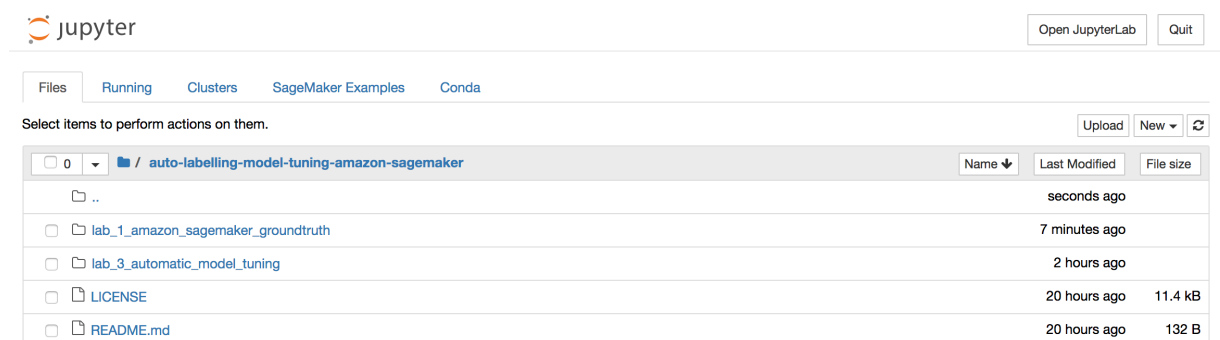 jupyter
Open JupyterLab Quit
Files Running Clusters SageMaker Examples Conda
Select items to perform actions on them.
Upload New
0 / auto-labelling-model-tuning-amazon-sagemaker Name Last Modified File size
.. seconds ago
lab_1_amazon_sagemaker_groundtruth 7 minutes ago
lab_3_automatic_model_tuning 2 hours ago
LICENSE 20 hours ago 11.4 kB
README.md 20 hours ago 132 B